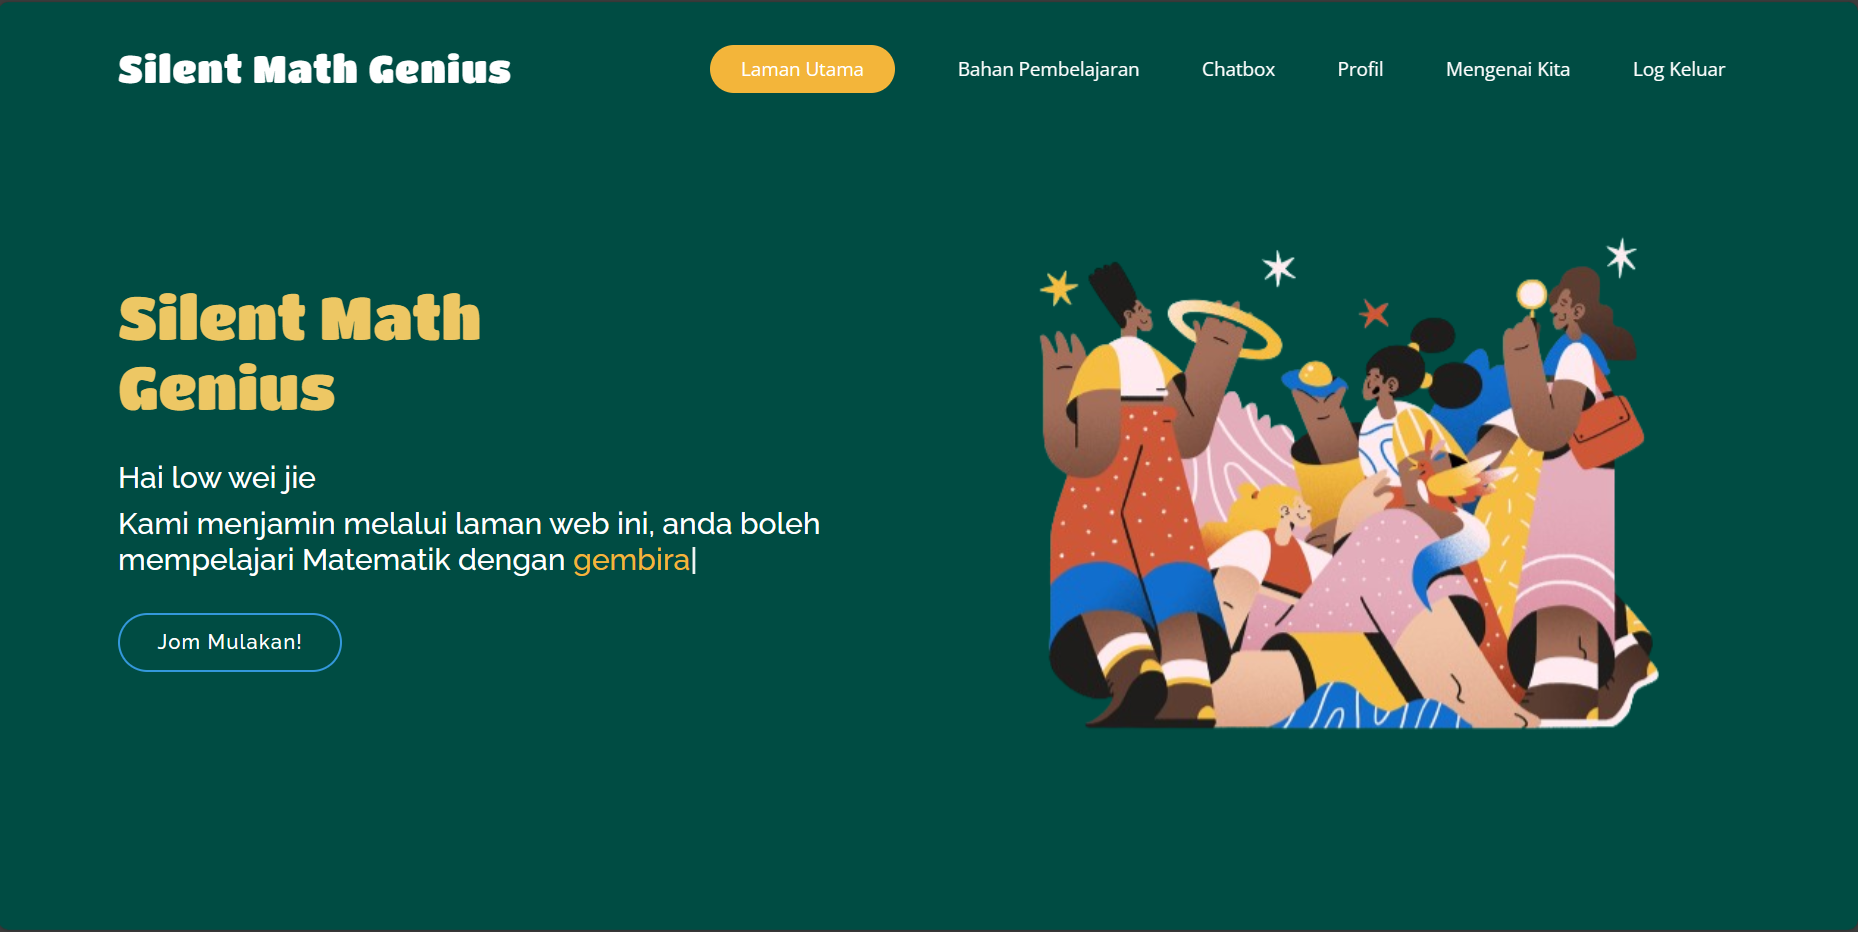 Silent Math Genius
Laman Utama
Bahan Pembelajaran
Chatbox
Profil
Mengenai Kita
Log Keluar
Silent Math
Genius
Hai low wei jie
Kami menjamin melalui laman web ini, anda boleh
mempelajari Matematik dengan gembira|
Jom Mulakan!